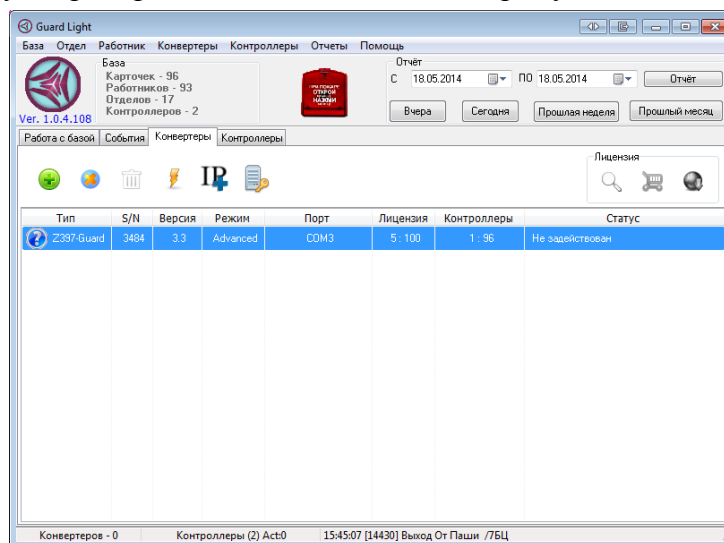 Guard Light
База Отдел Работник Конвертеры Контроллеры Отчеты Помощь
База
Карточек - 96
Работников - 93
Отделов - 17
Контроллеров - 2
Ver. 1.0.4.108
ПРИ ПОЖАРЕ
ОТКРОЙ
НАЖМИ
Отчёт
С 18.05.2014 ПО 18.05.2014 Отчёт
Вчера Сегодня Прошлая неделя Прошлый месяц
Работа с базой События Конвертеры Контроллеры
IP
Лицензия
Тип S/N Версия Режим Порт Лицензия Контроллеры Статус
Z397-Guard 3484 3.3 Advanced COM3 5 : 100 1 : 96 Не задействован
Конвертеров - 0 Контроллеры (2) Act:0 15:45:07 [14430] Выход От Паши /7БЦ